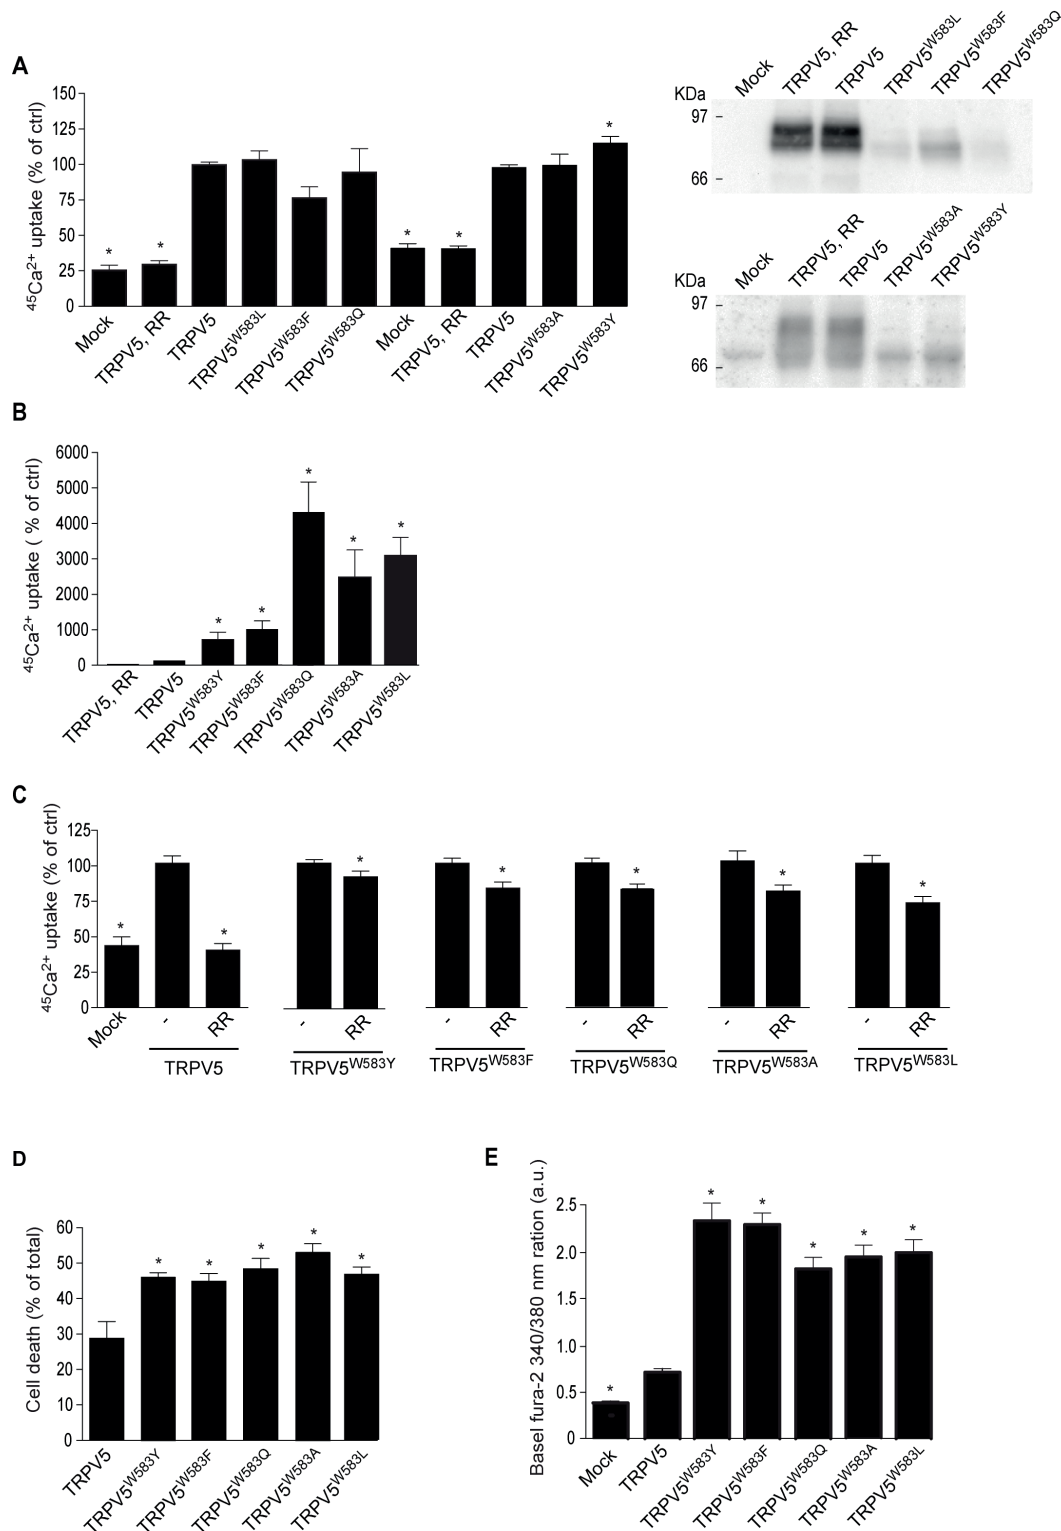 A
45Ca2+ uptake (% of ctrl)
150
125
100
75
50
25
0
*
*
*
*
*
Mock
TRPV5, RR
TRPV5
TRPV5W583L
TRPV5W583F
TRPV5W583Q
Mock
TRPV5, RR
TRPV5
TRPV5W583A
TRPV5W583Y
KDa
97
66
Mock
TRPV5, RR
TRPV5
TRPV5W583L
TRPV5W583F
TRPV5W583Q
KDa
97
66
Mock
TRPV5, RR
TRPV5
TRPV5W583A
TRPV5W583Y
B
45Ca2+ uptake ( % of ctrl)
6000
5000
4000
3000
2000
1000
0
*
*
*
*
*
TRPV5, RR
TRPV5
TRPV5W583Y
TRPV5W583F
TRPV5W583Q
TRPV5W583A
TRPV5W583L
C
45Ca2+ uptake (% of ctrl)
125
100
75
50
25
0
*
*
*
*
*
*
*
Mock
- RR
- RR
- RR
- RR
- RR
- RR
TRPV5
TRPV5W583Y
TRPV5W583F
TRPV5W583Q
TRPV5W583A
TRPV5W583L
D
Cell death (% of total)
60
50
40
30
20
10
0
*
*
*
*
*
TRPV5
TRPV5W583Y
TRPV5W583F
TRPV5W583Q
TRPV5W583A
TRPV5W583L
E
Basel fura-2 340/380 nm ration (a.u.)
2.5
2.0
1.5
1.0
0.5
0
*
*
*
*
*
*
Mock
TRPV5
TRPV5W583Y
TRPV5W583F
TRPV5W583Q
TRPV5W583A
TRPV5W583L